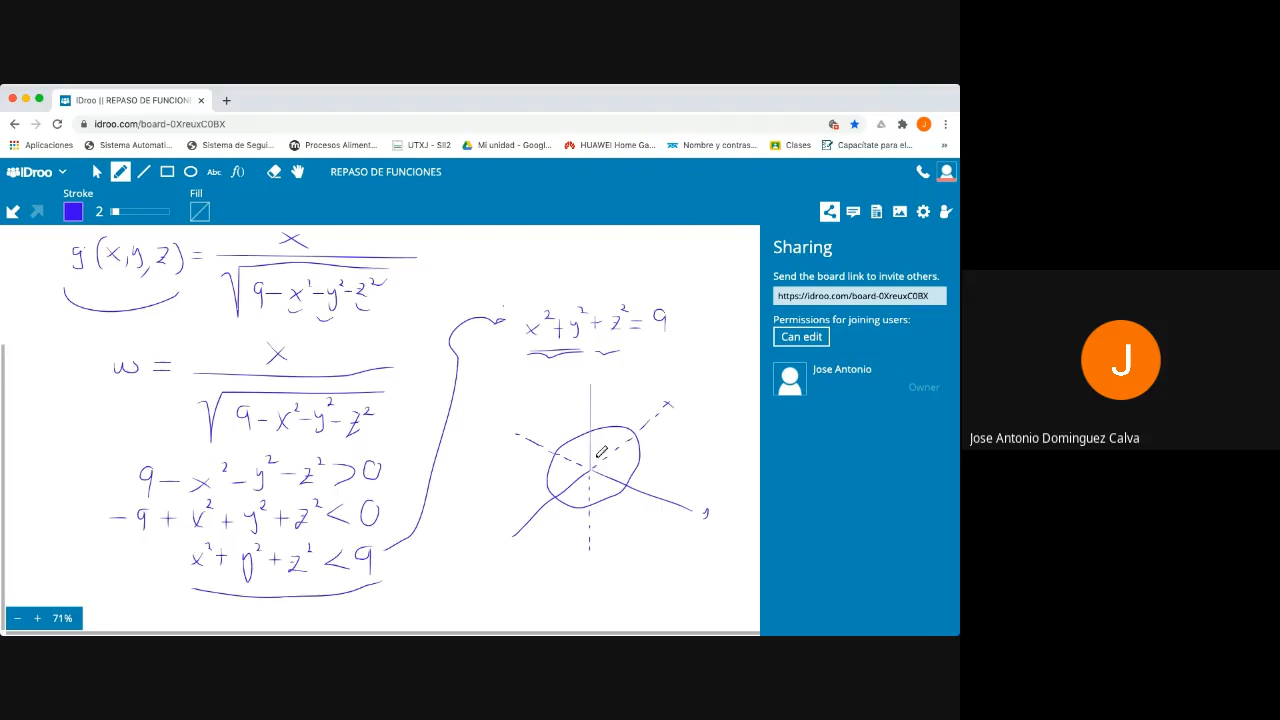 IDroo || REPASO DE FUNCIONE
idroo.com/board-0XreuxC0BX
Aplicaciones
Sistema Automati...
Sistema de Segui...
Procesos Aliment...
UTXJ - SII2
Mi unidad - Googl...
HUAWEI Home Ga...
Nombre y contras...
Clases
Capacítate para el...
»
IDroo
Abc
f()
REPASO DE FUNCIONES
Stroke
2
Fill
Sharing
Send the board link to invite others.
https://idroo.com/board-0XreuxC0BX
Permissions for joining users:
Can edit
Jose Antonio
Owner
g(x,y,z) = x / √(9-x²-y²-z²)
w = x / √(9-x²-y²-z²)
9-x²-y²-z²>0
-9+x²+y²+z²<0
x²+y²+z²<9
x²+y²+z²=9
x
y
- + 71%
J
Jose Antonio Dominguez Calva